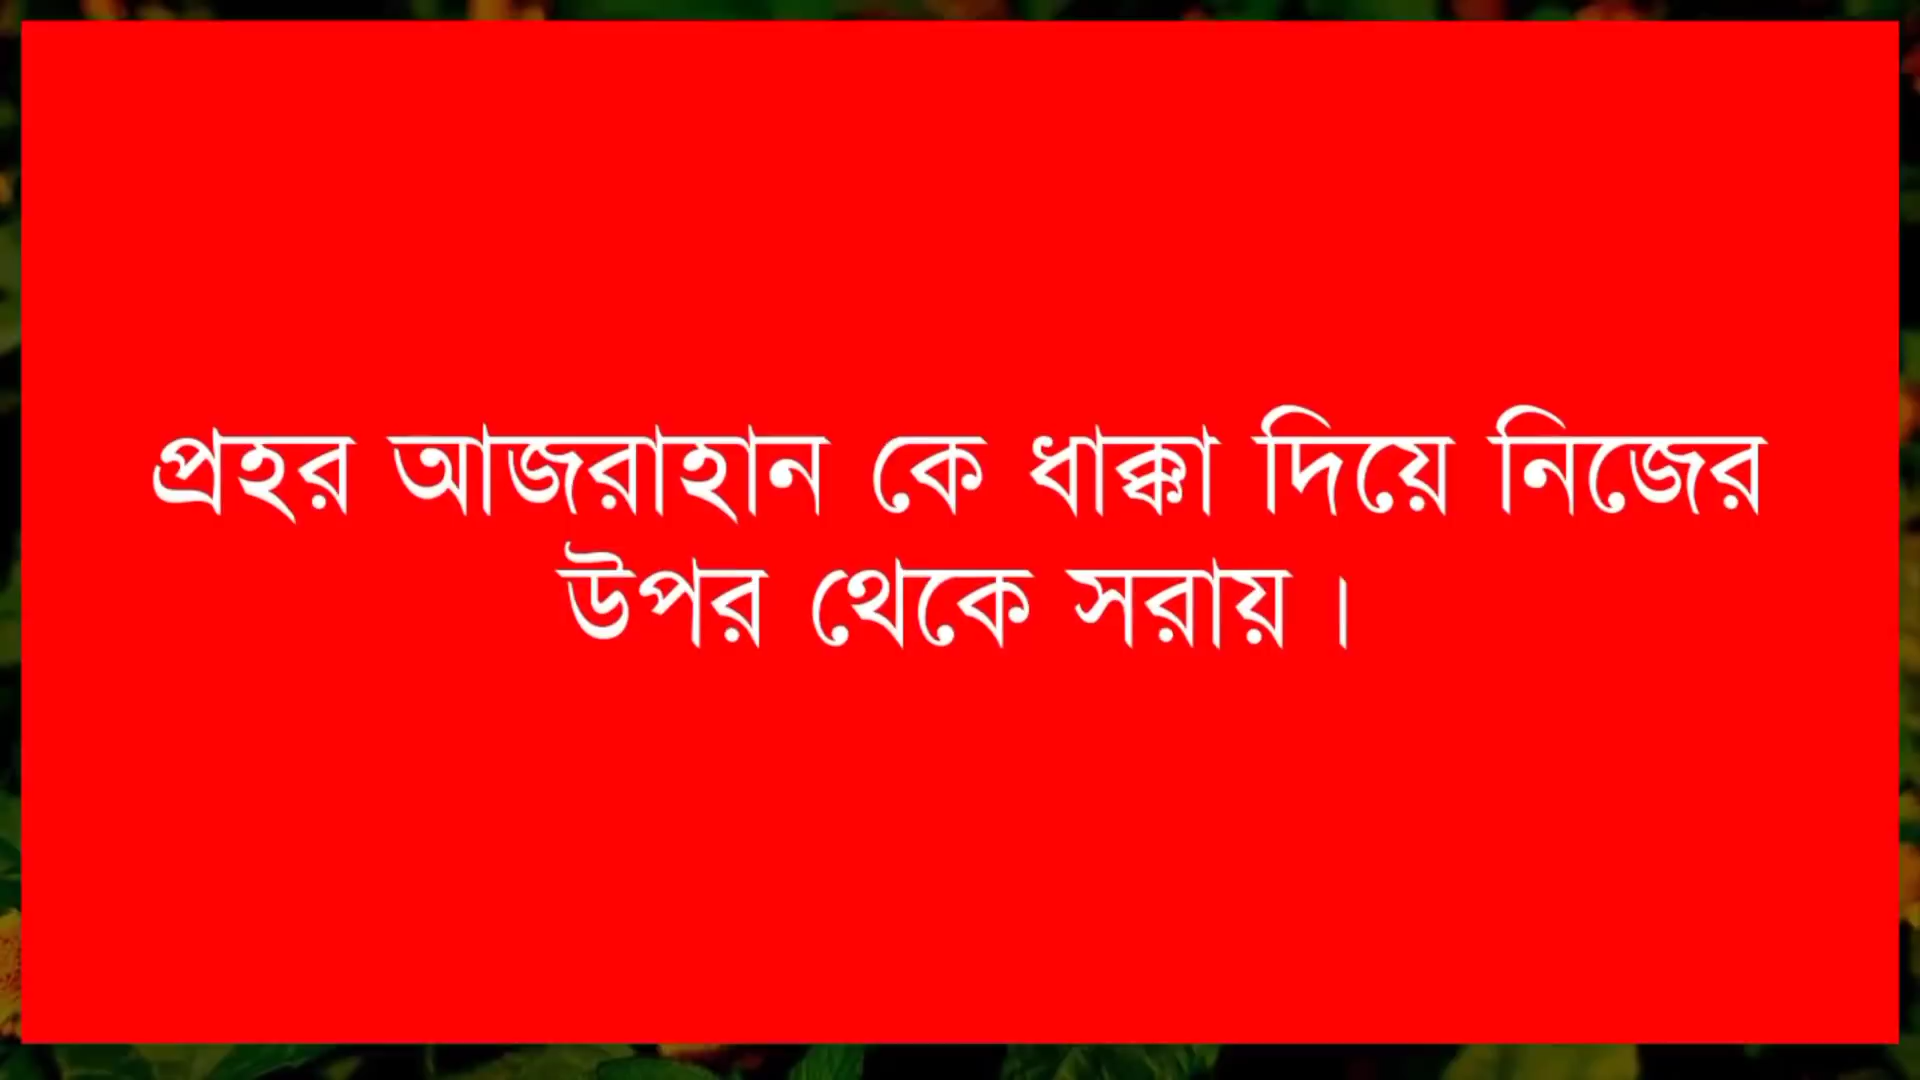 প্রহর আজরাহান কে ধাক্কা দিয়ে নিজের
উপর থেকে সরায় ।